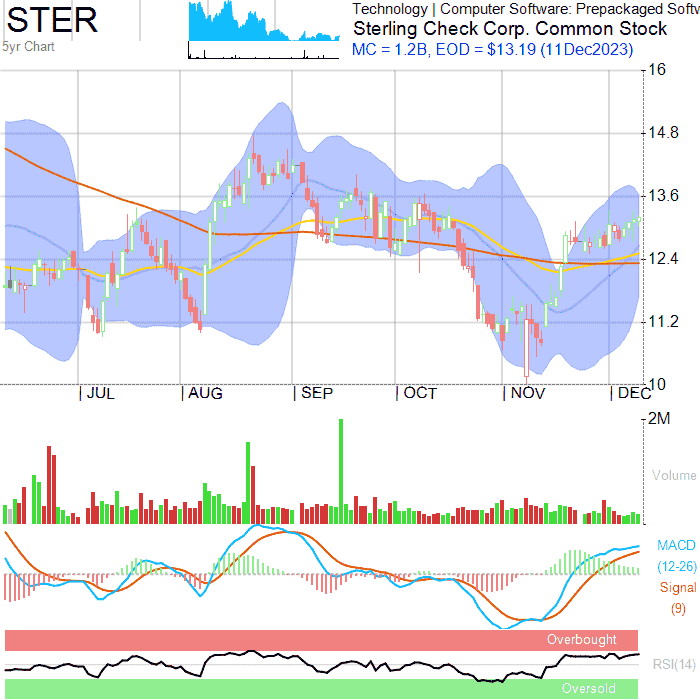 STER
5yr Chart
Technology | Computer Software: Prepackaged Softw
Sterling Check Corp. Common Stock
MC = 1.2B, EOD = $13.19 (11Dec2023)
16
14.8
13.6
12.4
11.2
10
JUL AUG SEP OCT NOV DEC
2M
Volume
MACD
(12-26)
Signal
(9)
Overbought
RSI(14)
Oversold